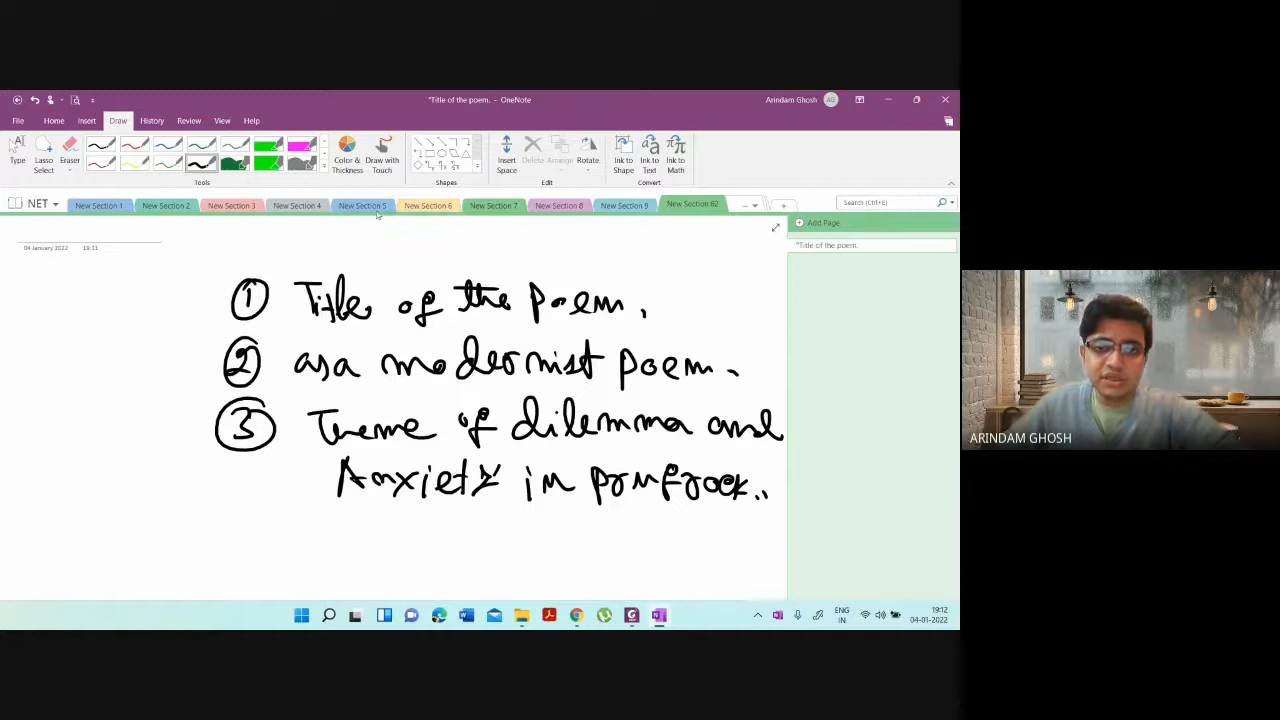 "Title of the poem. - OneNote
Arindam Ghosh AG
File Home Insert Draw History Review View Help
Type Lasso Select Eraser Color & Thickness Draw with Touch Insert Space Delete Arrange Rotate Ink to Shape Ink to Text Ink to Math
Tools Shapes Edit Convert
NET New Section 1 New Section 2 New Section 3 New Section 4 New Section 5 New Section 6 New Section 7 New Section 8 New Section 9 New Section 62 Search (Ctrl+E)
Add Page
04 January 2022 19:11
"Title of the poem.
① Title of the poem.
② as a modernist poem.
③ Theme of dilemma and
Anxiety in prufrock..
ARINDAM GHOSH
ENG 19:12
IN 04-01-2022